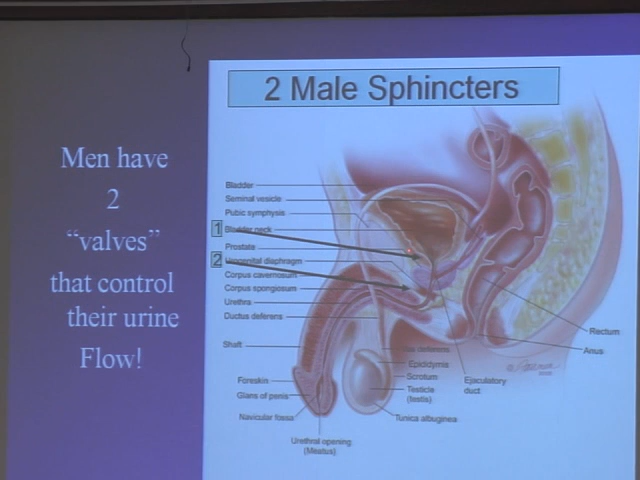 2 Male Sphincters
Men have
2
"valves"
that control
their urine
Flow!
Bladder
Seminal vesicle
Pubic symphysis
1
Bladder neck
Prostate
2
Urogenital diaphragm
Corpus cavernosum
Corpus spongiosum
Urethra
Ductus deferens
Shaft
Foreskin
Glans of penis
Navicular fossa
Urethral opening
(Meatus)
deferens
Epididymis
Scrotum
Testicle
(testis)
Tunica albuginea
Ejaculatory
duct
Rectum
Anus